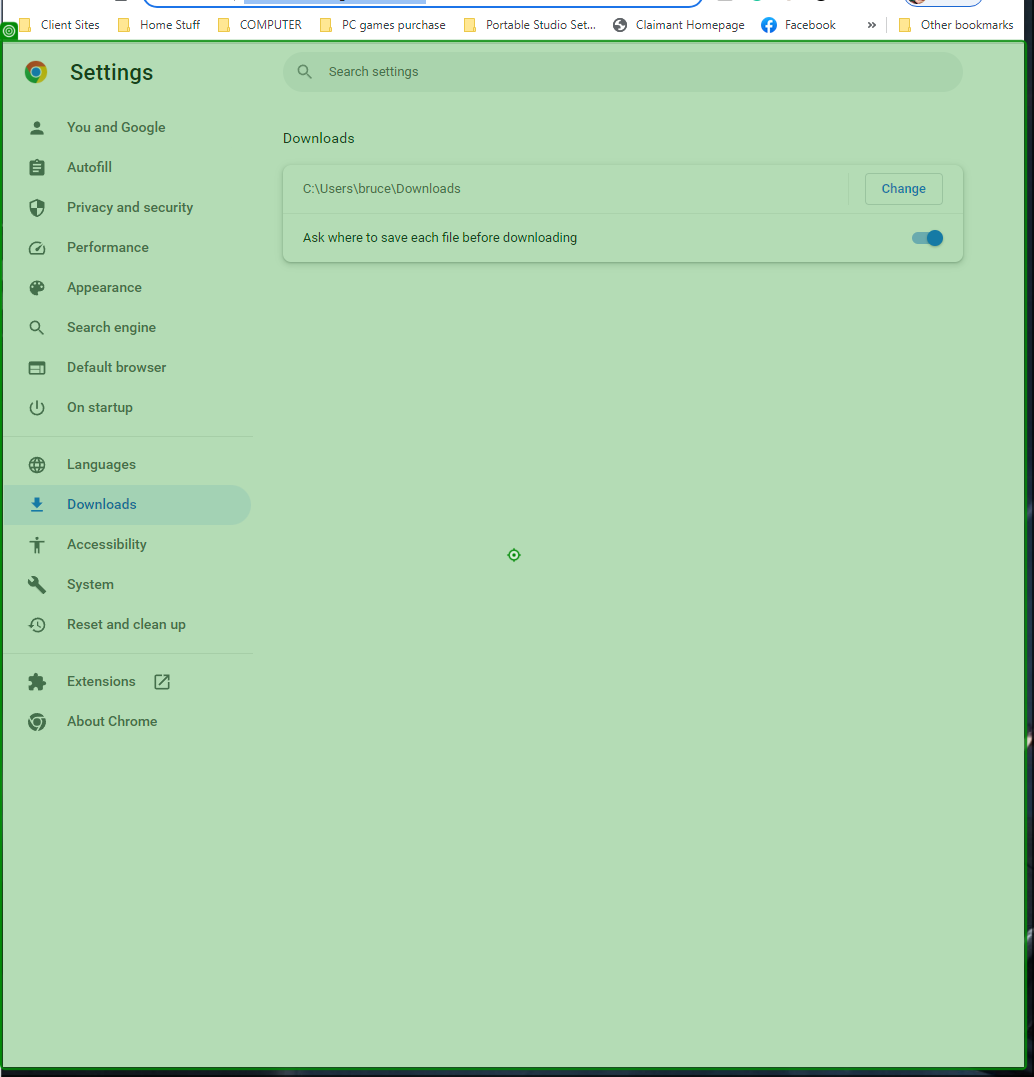 Client Sites Home Stuff COMPUTER PC games purchase Portable Studio Set... Claimant Homepage Facebook » Other bookmarks
Settings
Search settings
You and Google
Autofill
Privacy and security
Performance
Appearance
Search engine
Default browser
On startup
Languages
Downloads
Accessibility
System
Reset and clean up
Extensions
About Chrome
Downloads
C:\Users\bruce\Downloads
Change
Ask where to save each file before downloading